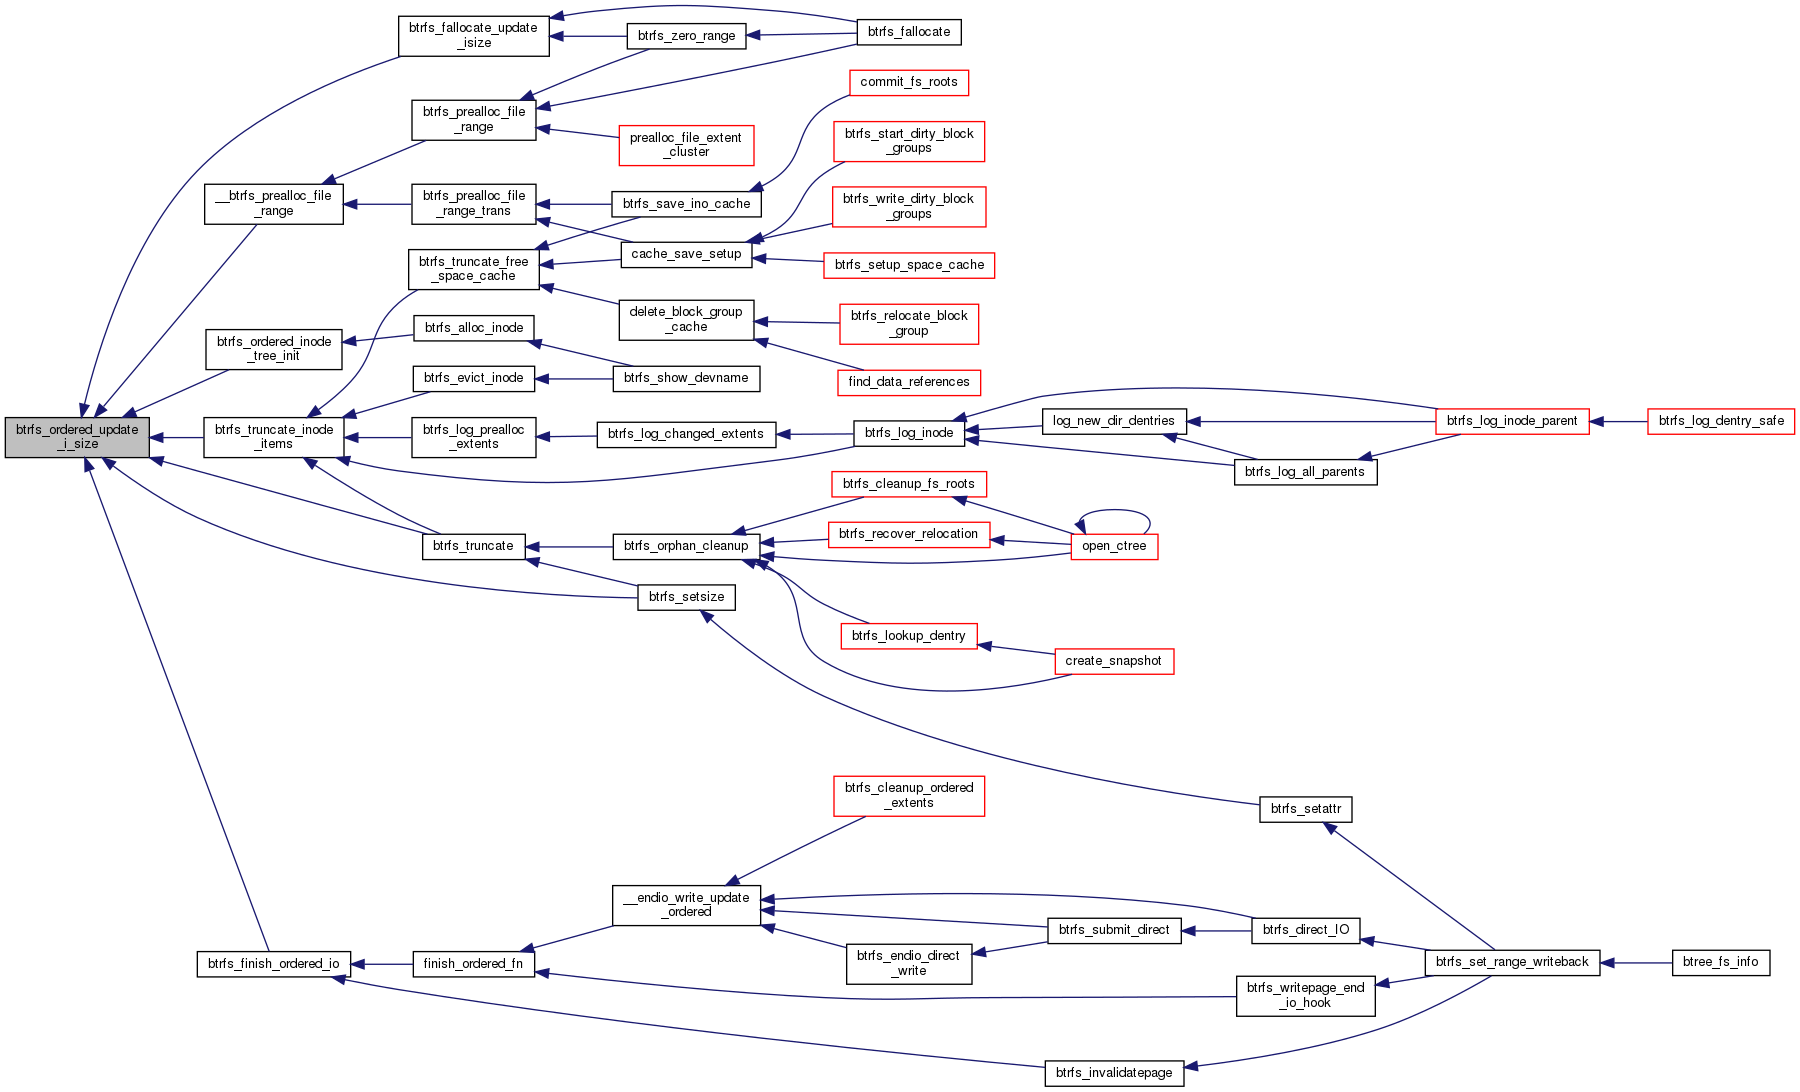 btrfs_fallocate_update
_isize
btrfs_zero_range
btrfs_fallocate
commit_fs_roots
btrfs_prealloc_file
_range
prealloc_file_extent
_cluster
btrfs_start_dirty_block
_groups
__btrfs_prealloc_file
_range
btrfs_prealloc_file
_range_trans
btrfs_save_ino_cache
btrfs_write_dirty_block
_groups
btrfs_truncate_free
_space_cache
cache_save_setup
btrfs_setup_space_cache
btrfs_ordered_inode
_tree_init
btrfs_alloc_inode
delete_block_group
_cache
btrfs_relocate_block
_group
btrfs_evict_inode
btrfs_show_devname
find_data_references
btrfs_ordered_update
_i_size
btrfs_truncate_inode
_items
btrfs_log_prealloc
_extents
btrfs_log_changed_extents
btrfs_log_inode
log_new_dir_dentries
btrfs_log_inode_parent
btrfs_log_dentry_safe
btrfs_log_all_parents
btrfs_cleanup_fs_roots
btrfs_truncate
btrfs_orphan_cleanup
btrfs_recover_relocation
open_ctree
btrfs_setsize
btrfs_lookup_dentry
create_snapshot
btrfs_cleanup_ordered
_extents
btrfs_setattr
__endio_write_update
_ordered
btrfs_submit_direct
btrfs_direct_IO
btrfs_finish_ordered_io
finish_ordered_fn
btrfs_endio_direct
_write
btrfs_set_range_writeback
btree_fs_info
btrfs_writepage_end
_io_hook
btrfs_invalidatepage